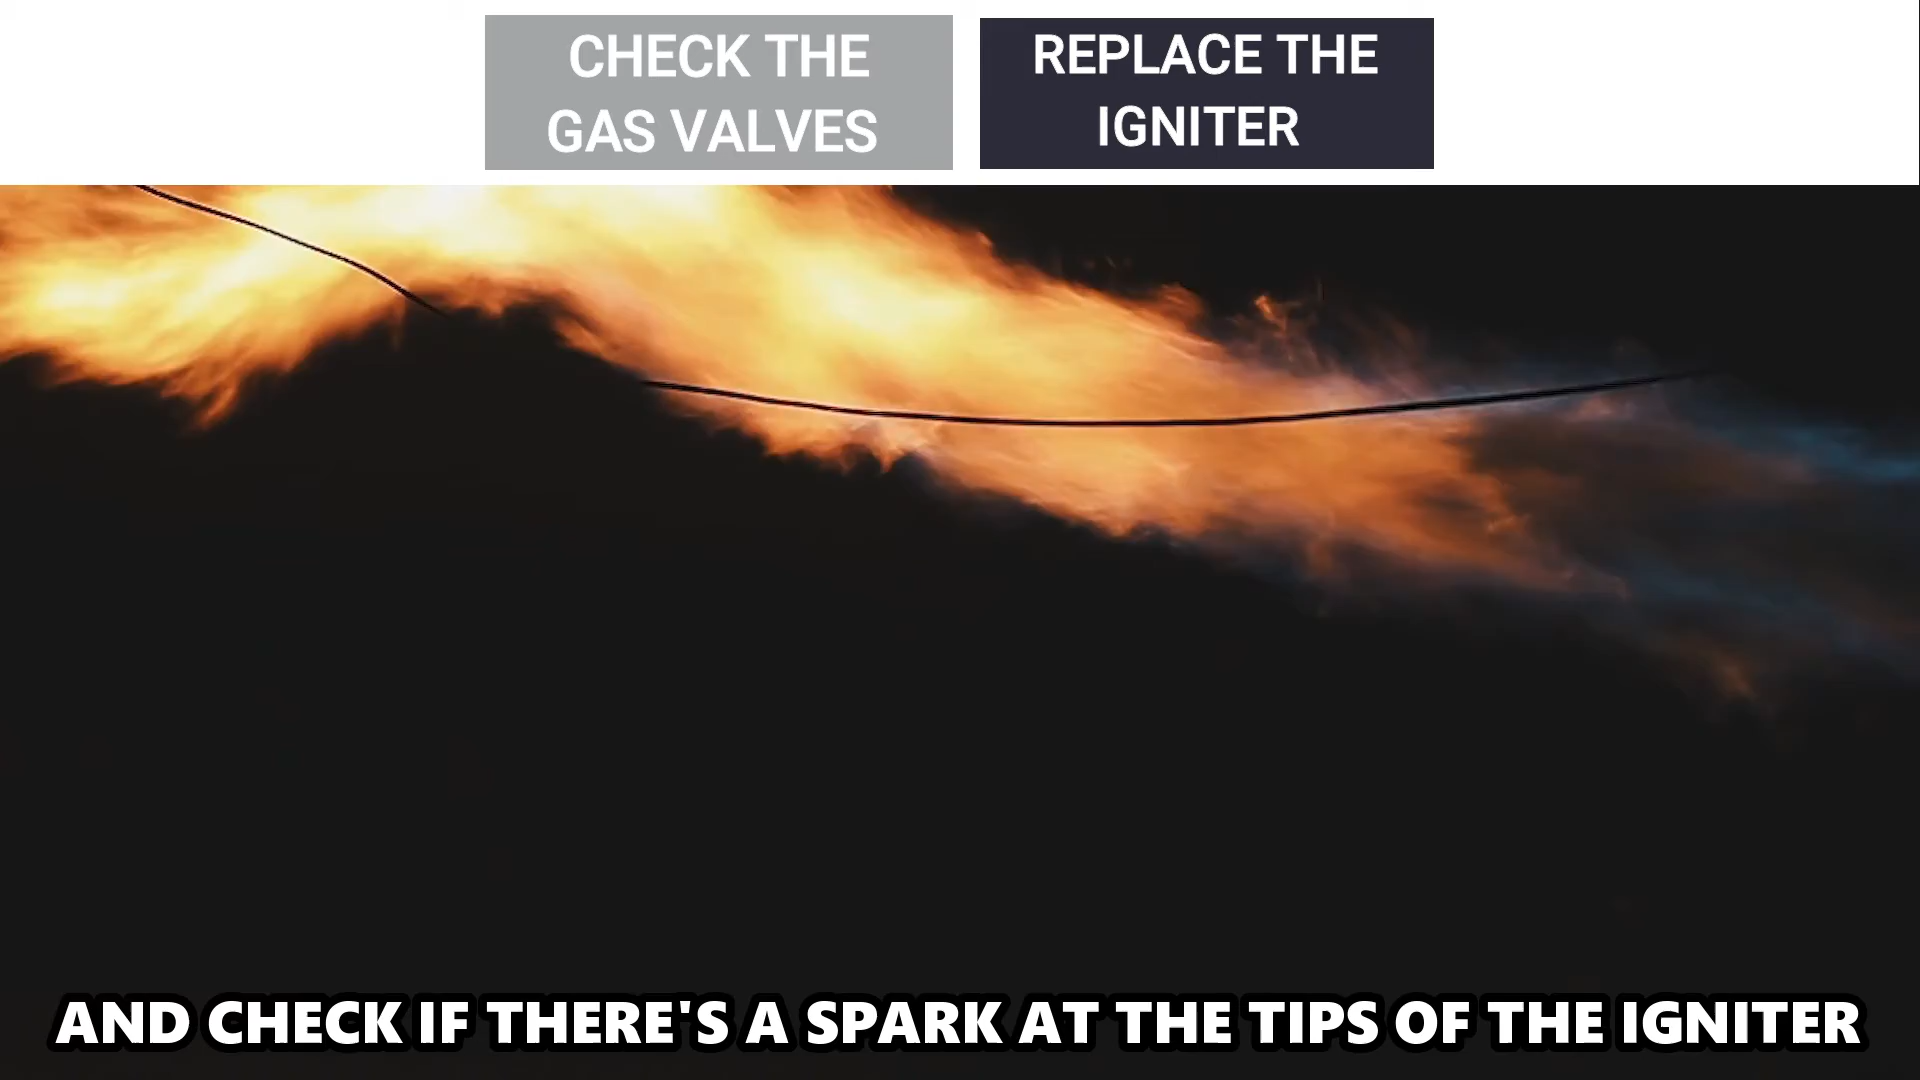 CHECK THE
GAS VALVES
REPLACE THE
IGNITER
AND CHECK IF THERE'S A SPARK AT THE TIPS OF THE IGNITER